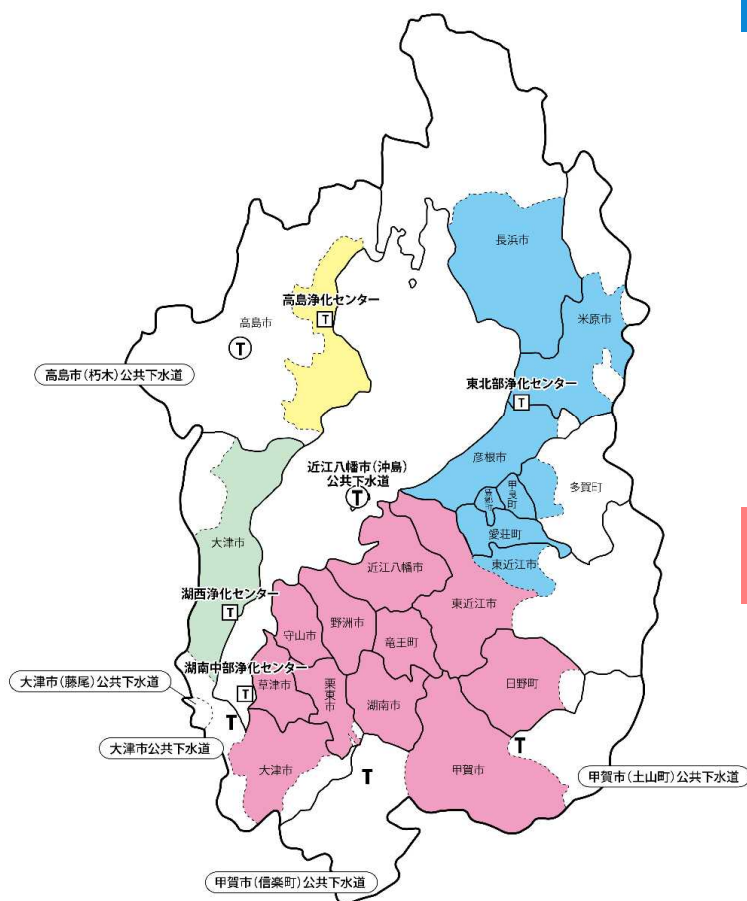 長浜市
米原市
高島浄化センター
T
高島市
T
高島市(朽木)公共下水道
東北部浄化センター
T
彦根市
近江八幡市(沖島)
公共下水道
T
豊郷町
甲良町
多賀町
愛荘町
東近江市
大津市
近江八幡市
東近江市
湖西浄化センター
T
守山市
野洲市
竜王町
湖南中部浄化センター
T
草津市
栗東市
湖南市
日野町
大津市(藤尾)公共下水道
T
大津市公共下水道
大津市
T
甲賀市
T
甲賀市(土山町)公共下水道
甲賀市(信楽町)公共下水道